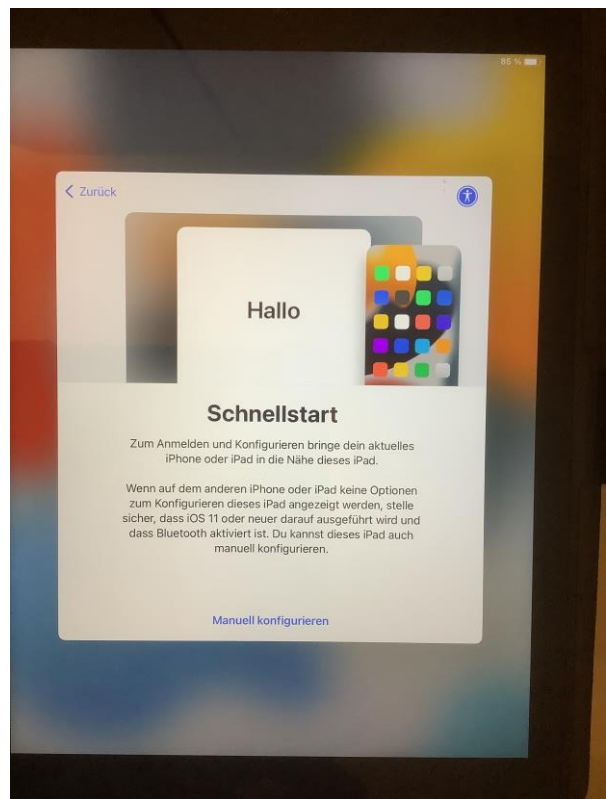 86 %
Zurück
Hallo
Schnellstart
Zum Anmelden und Konfigurieren bringe dein aktuelles
iPhone oder iPad in die Nähe dieses iPad.
Wenn auf dem anderen iPhone oder iPad keine Optionen
zum Konfigurieren dieses iPad angezeigt werden, stelle
sicher, dass iOS 11 oder neuer darauf ausgeführt wird und
dass Bluetooth aktiviert ist. Du kannst dieses iPad auch
manuell konfigurieren.
Manuell konfigurieren